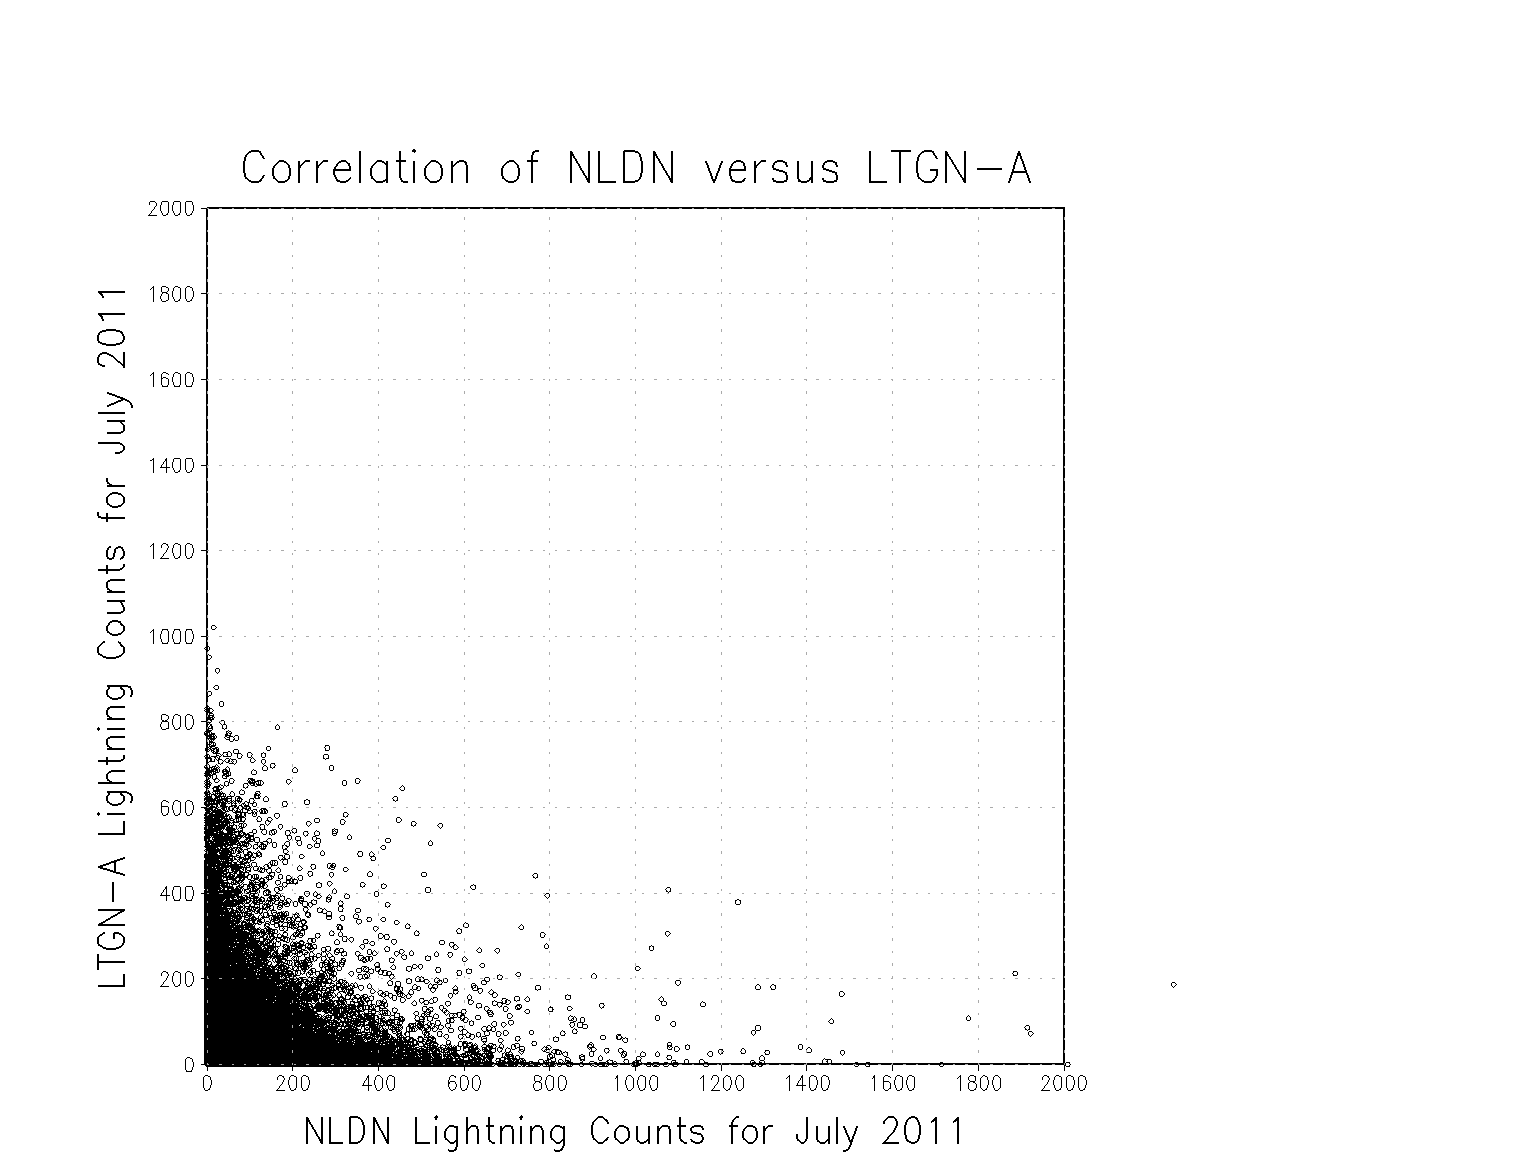 Correlation of NLDN versus LTGN-A
2000
1800
1600
1400
1200
1000
800
600
400
200
0
LTGN-A Lightning Counts for July 2011
0 200 400 600 800 1000 1200 1400 1600 1800 2000
NLDN Lightning Counts for July 2011